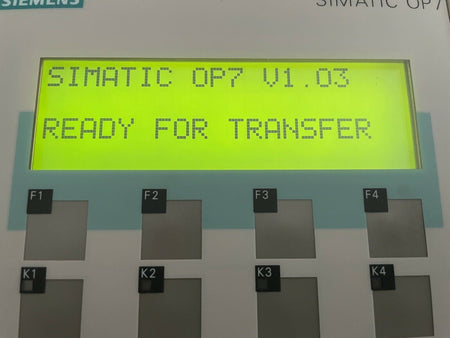 SIEMENS
SIMATIC OP7
SIMATIC OP7 V1.03
READY FOR TRANSFER
F1 F2 F3 F4
K1 K2 K3 K4